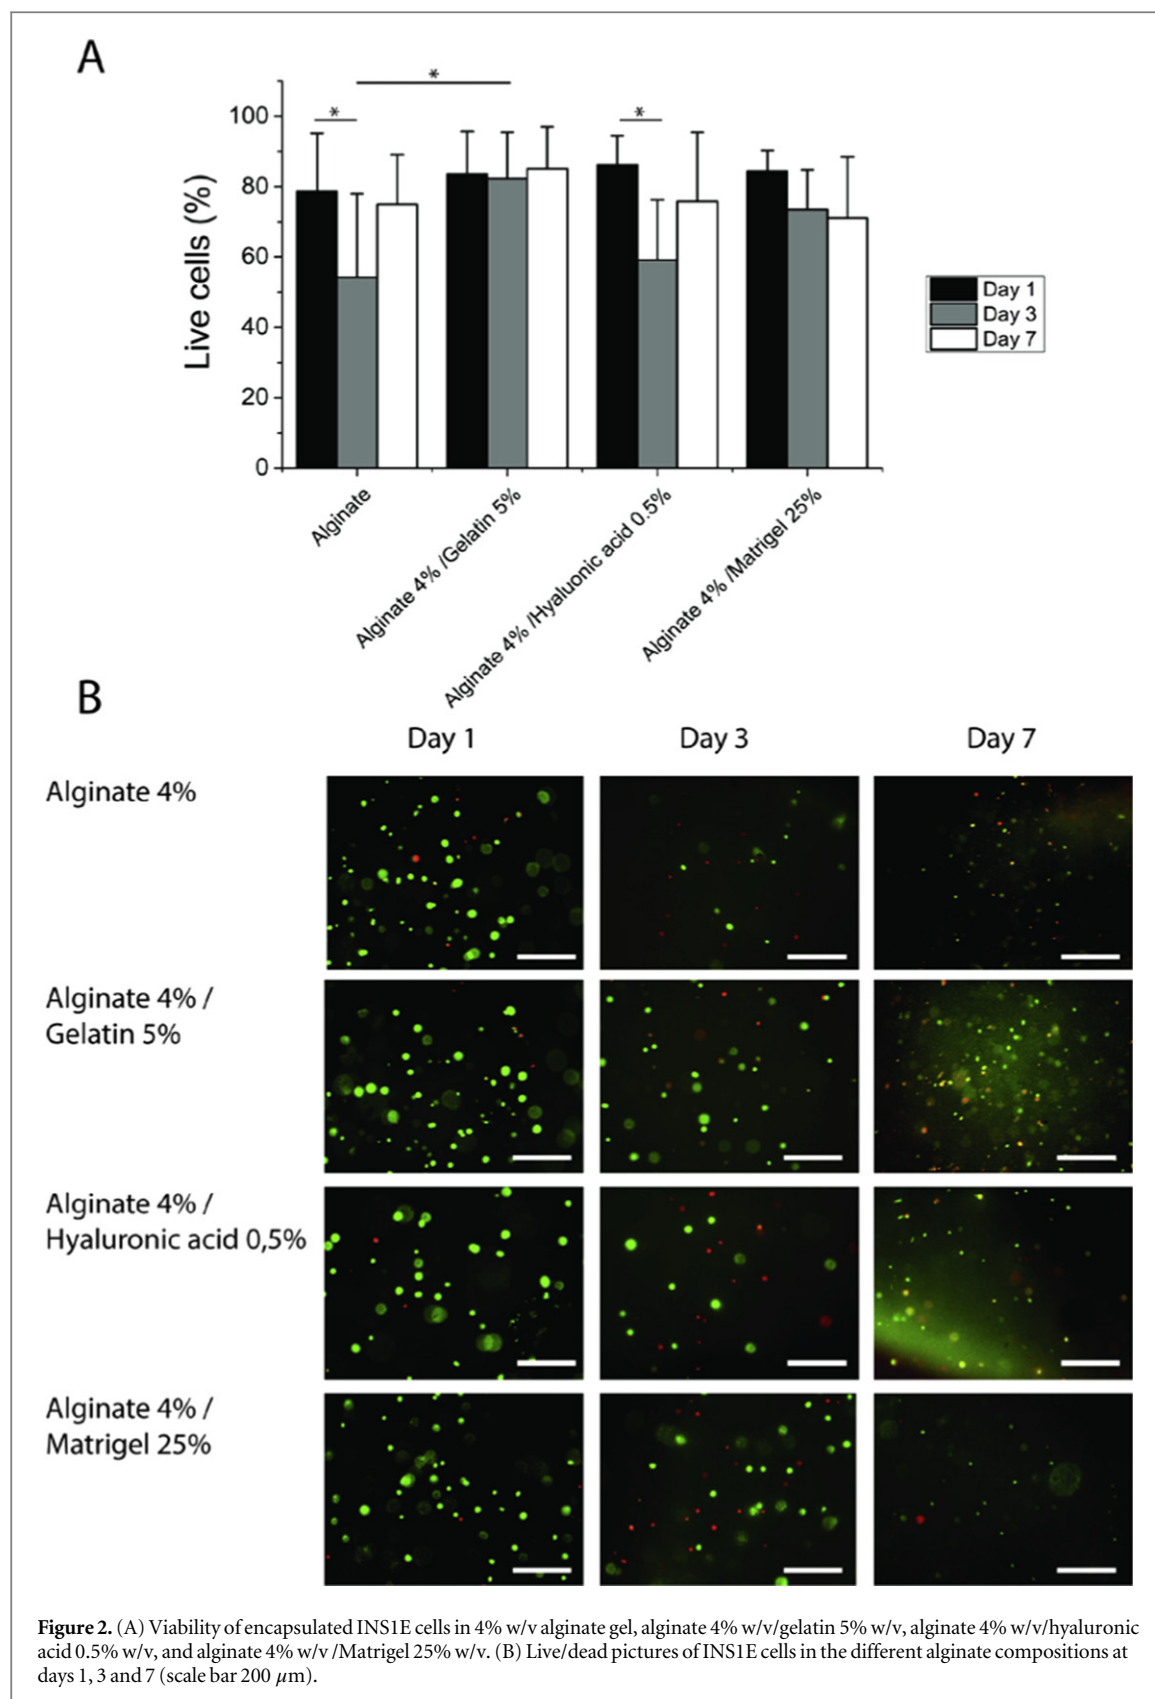 A
*
*
*
Live cells (%)
100
80
60
40
20
0
Day 1
Day 3
Day 7
Alginate
Alginate 4% /Gelatin 5%
Alginate 4% /Hyaluonic acid 0.5%
Alginate 4% /Matrigel 25%
B
Day 1 Day 3 Day 7
Alginate 4%
Alginate 4% /
Gelatin 5%
Alginate 4% /
Hyaluronic acid 0,5%
Alginate 4% /
Matrigel 25%
Figure 2. (A) Viability of encapsulated INS1E cells in 4% w/v alginate gel, alginate 4% w/v/gelatin 5% w/v, alginate 4% w/v/hyaluronic
acid 0.5% w/v, and alginate 4% w/v /Matrigel 25% w/v. (B) Live/dead pictures of INS1E cells in the different alginate compositions at
days 1, 3 and 7 (scale bar 200 μm).